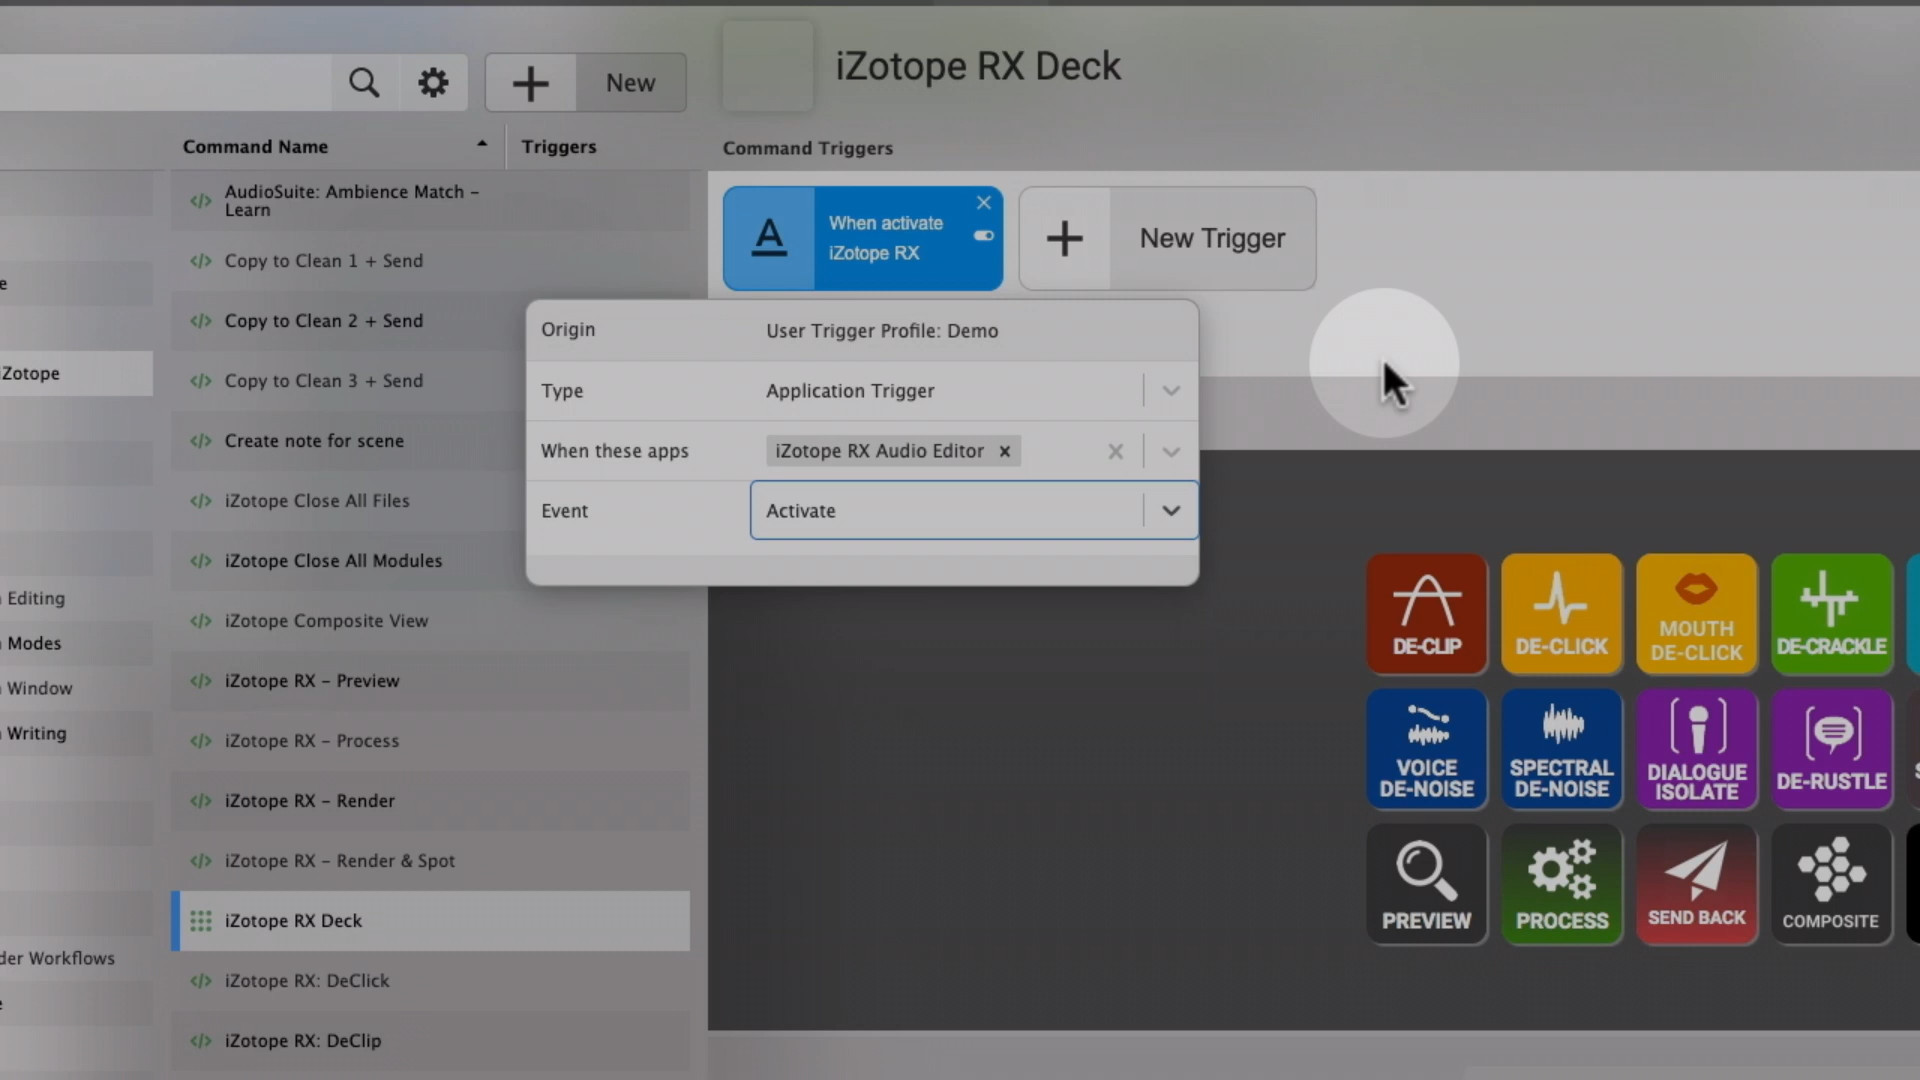 iZotope RX Deck
New
Command Name
Triggers
Command Triggers
AudioSuite: Ambience Match –
Learn
When activate
iZotope RX
New Trigger
Copy to Clean 1 + Send
e
Copy to Clean 2 + Send
Origin
User Trigger Profile: Demo
iZotope
Copy to Clean 3 + Send
Type
Application Trigger
Create note for scene
When these apps
iZotope RX Audio Editor
iZotope Close All Files
Event
Activate
iZotope Close All Modules
Editing
iZotope Composite View
DE-CLIP
DE-CLICK
MOUTH
DE-CLICK
DE-CRACKLE
Modes
iZotope RX – Preview
Window
Writing
iZotope RX – Process
VOICE
DE-NOISE
SPECTRAL
DE-NOISE
DIALOGUE
ISOLATE
DE-RUSTLE
iZotope RX – Render
iZotope RX – Render & Spot
iZotope RX Deck
PREVIEW
PROCESS
SEND BACK
COMPOSITE
der Workflows
iZotope RX: DeClick
e
iZotope RX: DeClip